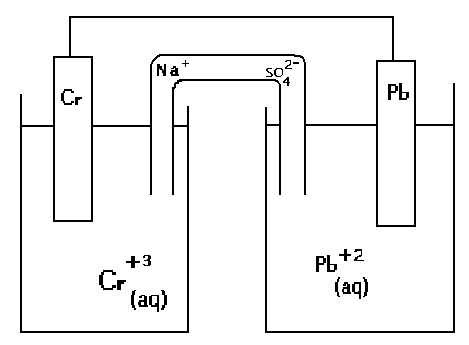 Na⁺ SO₄²⁻
Cr Pb
Cr⁺³(aq) Pb⁺²(aq)